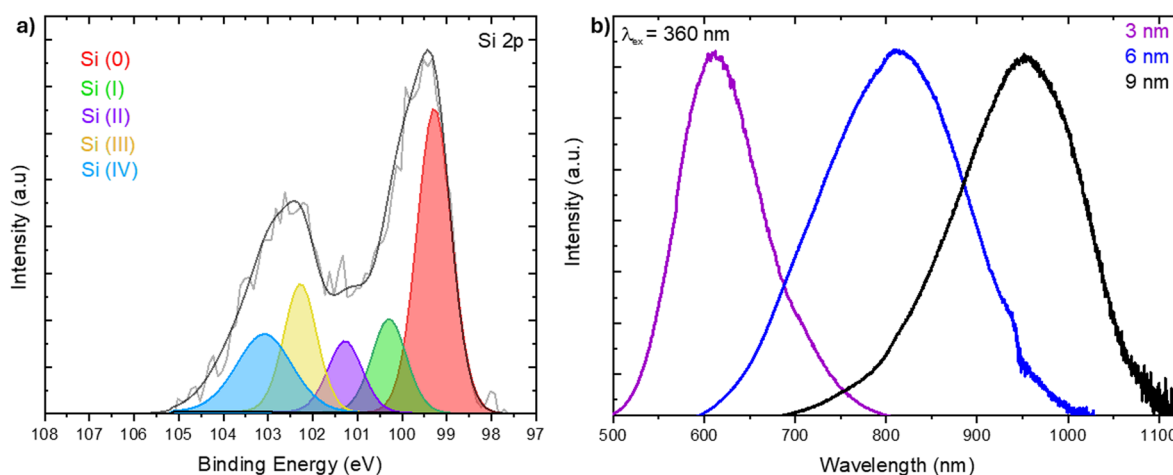 a)
Si 2p
Si (0)
Si (I)
Si (II)
Si (III)
Si (IV)
Intensity (a.u)
108 107 106 105 104 103 102 101 100 99 98 97
Binding Energy (eV)
b)
λex = 360 nm
3 nm
6 nm
9 nm
Intensity (a.u.)
500 600 700 800 900 1000 1100
Wavelength (nm)